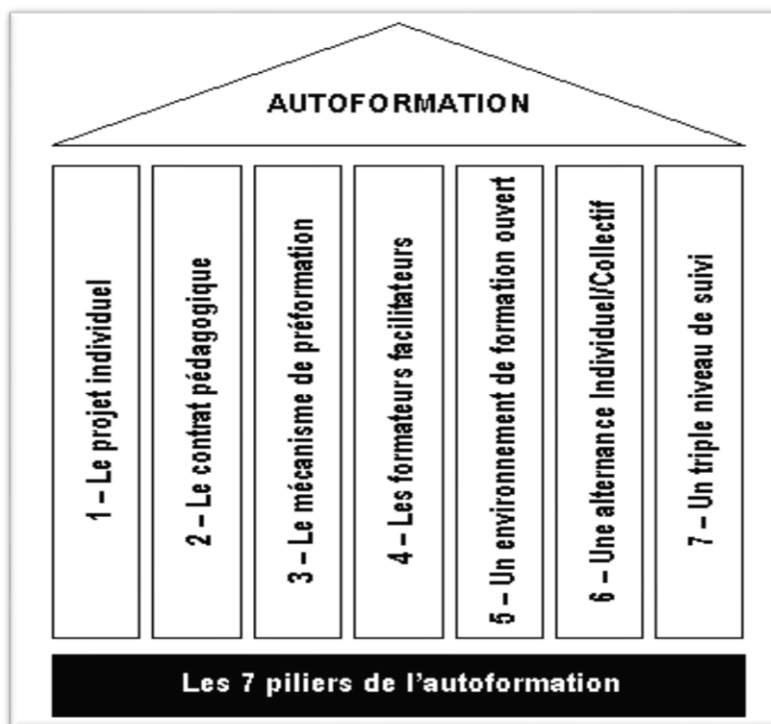 AUTOFORMATION
1 – Le projet individuel
2 – Le contrat pédagogique
3 – Le mécanisme de préformation
4 – Les formateurs facilitateurs
5 – Un environnement de formation ouvert
6 – Une alternance Individuel/Collectif
7 – Un triple niveau de suivi
Les 7 piliers de l’autoformation